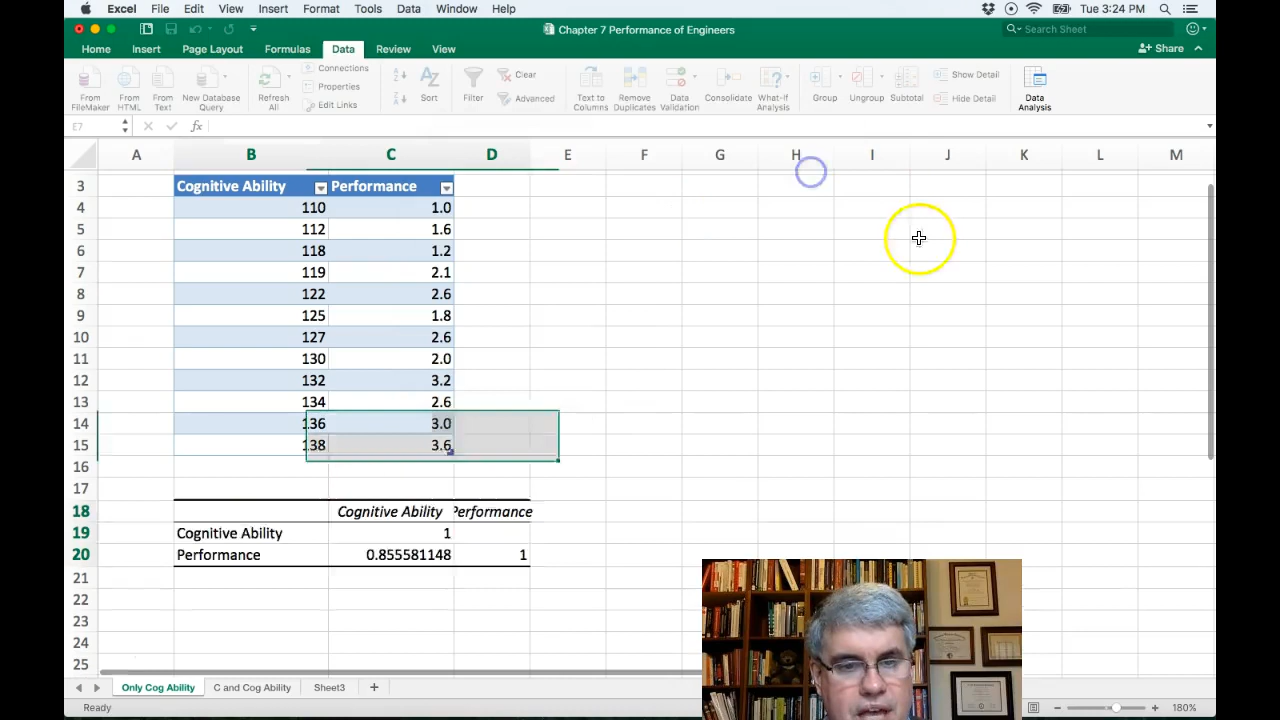 Excel File Edit View Insert Format Tools Data Window Help Tue 3:24 PM
Chapter 7 Performance of Engineers Search Sheet
Home Insert Page Layout Formulas Data Review View Share
From FileMaker From HTML From Text New Database Query Refresh All Connections Properties Edit Links Sort Filter Clear Advanced Text to Columns Remove Duplicates Data Validation Consolidate What-If Analysis Group Ungroup Subtotal Show Detail Hide Detail Data Analysis
E7 fx
A B C D E F G H I J K L M
3 Cognitive Ability Performance
4 110 1.0
5 112 1.6
6 118 1.2
7 119 2.1
8 122 2.6
9 125 1.8
10 127 2.6
11 130 2.0
12 132 3.2
13 134 2.6
14 136 3.0
15 138 3.6
16
17
18 Cognitive Ability Performance
19 Cognitive Ability 1
20 Performance 0.855581148 1
21
22
23
24
25
Only Cog Ability C and Cog Ability Sheet3 +
Ready 180%